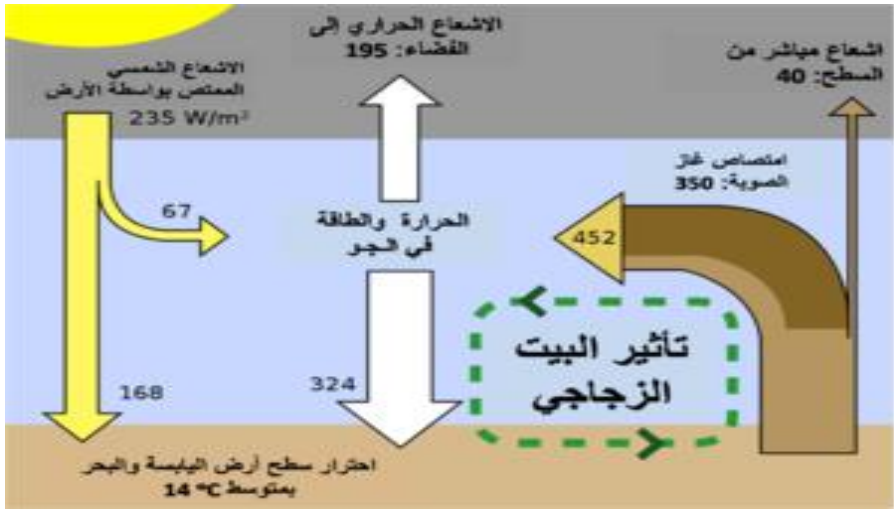 الاشعاع الحراري إلى
الفضاء: 195
اشعاع مباشر من
السطح: 40
الاشعاع الشمسي
الممتص بواسطة الأرض
235 W/m²
امتصاص غاز
الصوبة: 350
67
الحرارة والطاقة
في الجو
452
تأثير البيت
الزجاجي
324
168
احترار سطح أرض اليابسة والبحر
بمتوسط 14 °C